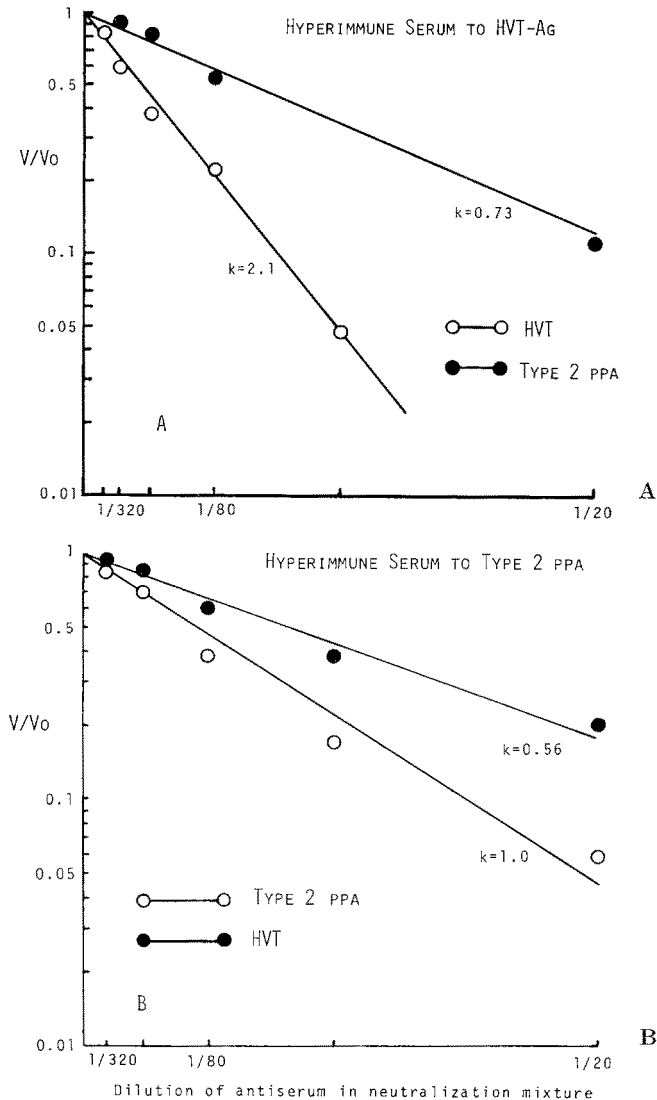 1
HYPERIMMUNE SERUM TO HVT-AG
0.5
V/Vo
k=0.73
0.1
k=2.1
0.05
HVT
TYPE 2 PPA
A
0.01
A
1/320
1/80
1/20
1
HYPERIMMUNE SERUM TO TYPE 2 PPA
0.5
V/Vo
k=0.56
0.1
k=1.0
0.05
TYPE 2 PPA
HVT
B
0.01
B
1/320
1/80
1/20
Dilution of antiserum in neutralization mixture